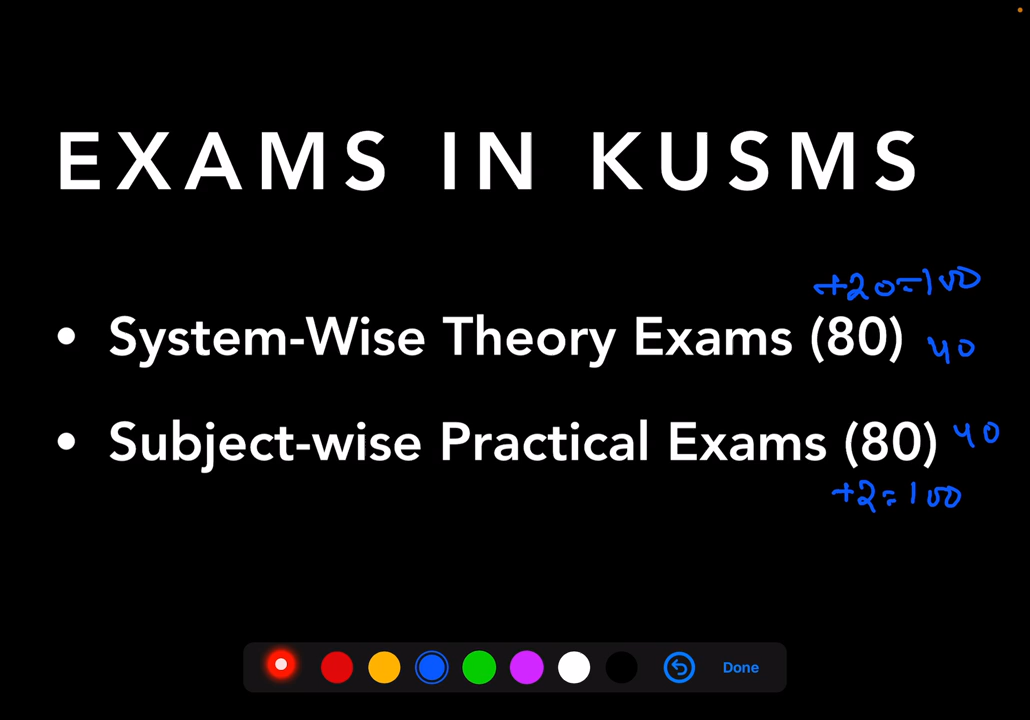 EXAMS IN KUSMS
+20=100
• System-Wise Theory Exams (80) 40
• Subject-wise Practical Exams (80) 40
+2=100
Done